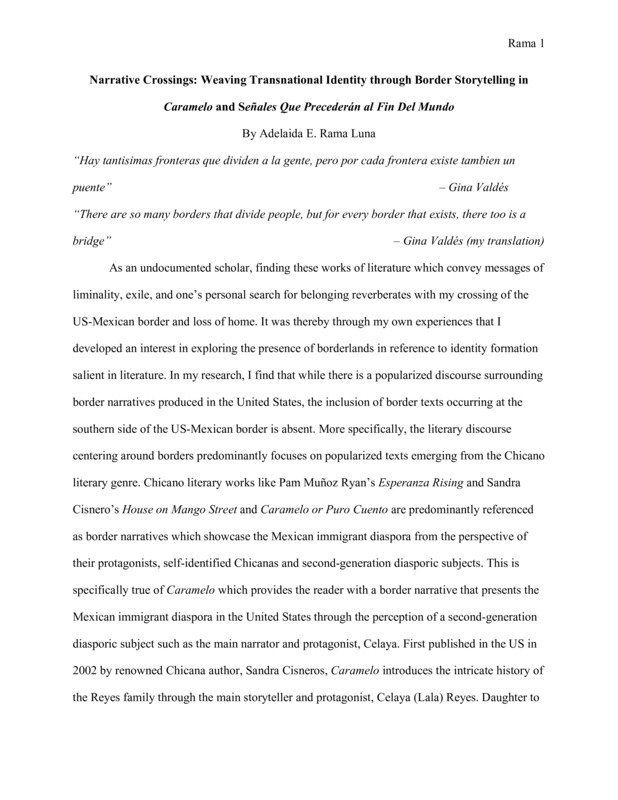 Rama 1
Narrative Crossings: Weaving Transnational Identity through Border Storytelling in
Caramelo and Señales Que Precederán al Fin Del Mundo
By Adelaida E. Rama Luna
“Hay tantisimas fronteras que dividen a la gente, pero por cada frontera existe tambien un
puente” – Gina Valdés
“There are so many borders that divide people, but for every border that exists, there too is a
bridge” – Gina Valdés (my translation)
As an undocumented scholar, finding these works of literature which convey messages of
liminality, exile, and one’s personal search for belonging reverberates with my crossing of the
US-Mexican border and loss of home. It was thereby through my own experiences that I
developed an interest in exploring the presence of borderlands in reference to identity formation
salient in literature. In my research, I find that while there is a popularized discourse surrounding
border narratives produced in the United States, the inclusion of border texts occurring at the
southern side of the US-Mexican border is absent. More specifically, the literary discourse
centering around borders predominantly focuses on popularized texts emerging from the Chicano
literary genre. Chicano literary works like Pam Muñoz Ryan’s Esperanza Rising and Sandra
Cisnero’s House on Mango Street and Caramelo or Puro Cuento are predominantly referenced
as border narratives which showcase the Mexican immigrant diaspora from the perspective of
their protagonists, self-identified Chicanas and second-generation diasporic subjects. This is
specifically true of Caramelo which provides the reader with a border narrative that presents the
Mexican immigrant diaspora in the United States through the perception of a second-generation
diasporic subject such as the main narrator and protagonist, Celaya. First published in the US in
2002 by renowned Chicana author, Sandra Cisneros, Caramelo introduces the intricate history of
the Reyes family through the main storyteller and protagonist, Celaya (Lala) Reyes. Daughter to